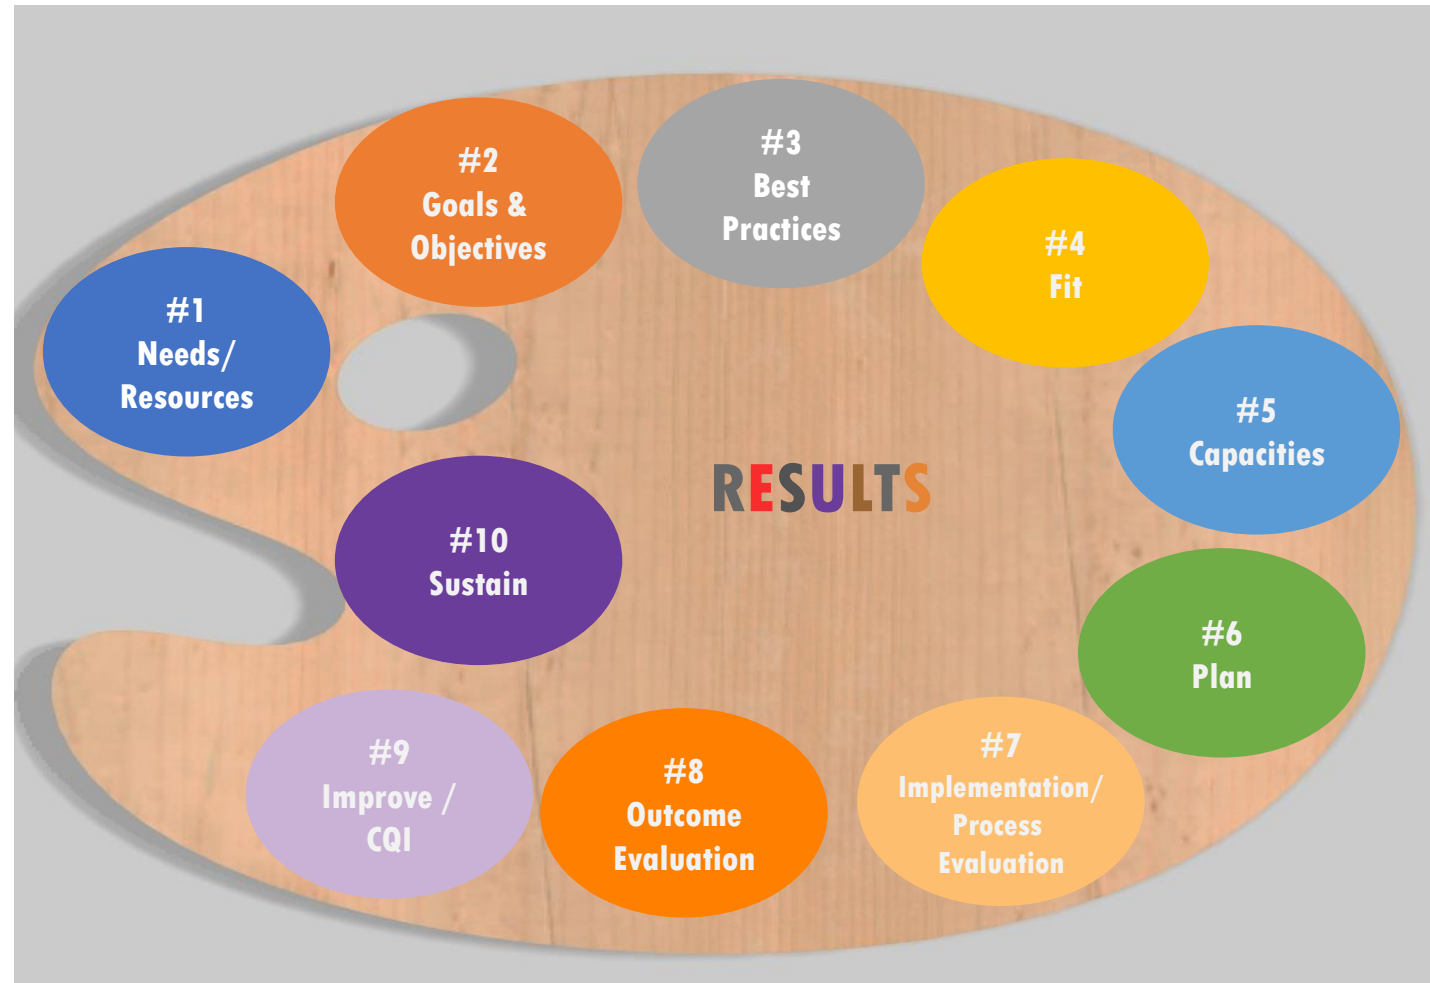 #1
Needs/
Resources
#2
Goals &
Objectives
#3
Best
Practices
#4
Fit
#5
Capacities
#6
Plan
#7
Implementation/
Process
Evaluation
#8
Outcome
Evaluation
#9
Improve /
CQI
#10
Sustain
RESULTS